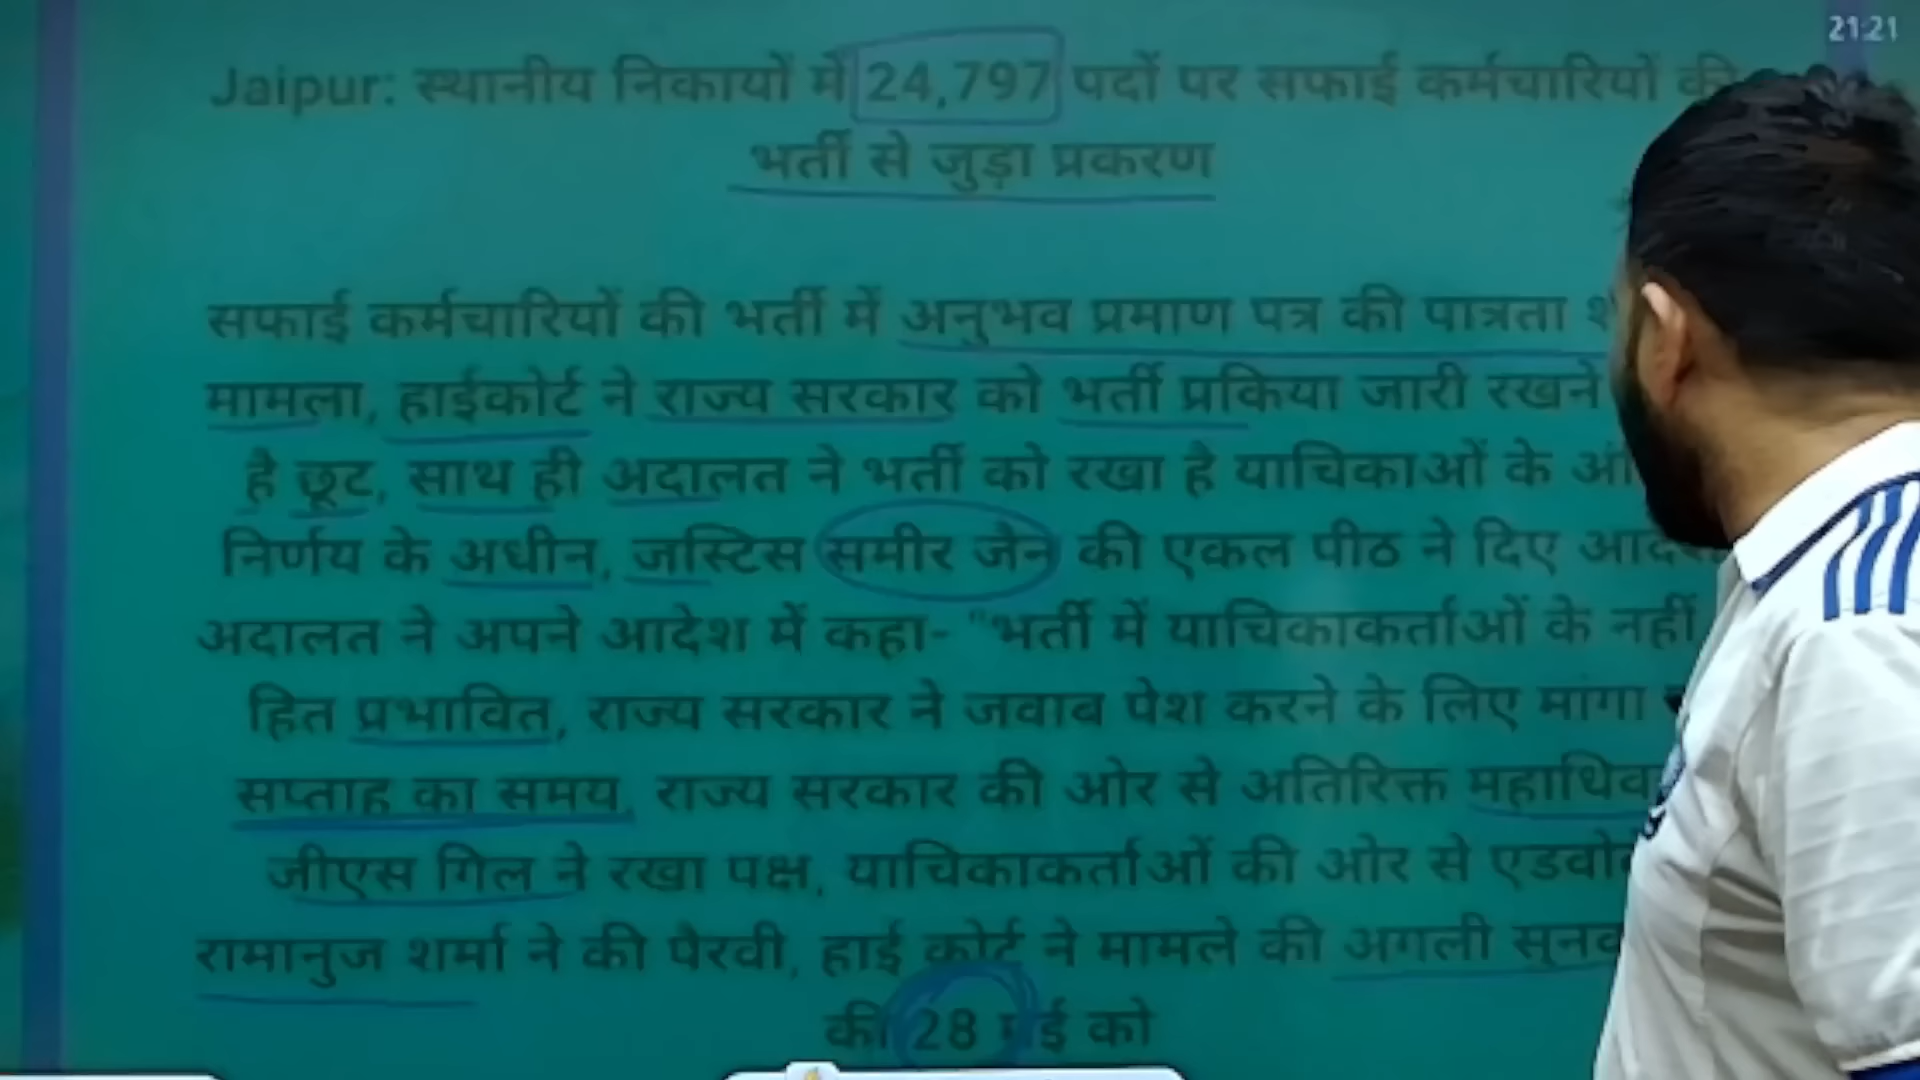 21:21
Jaipur: स्थानीय निकायों में 24,797 पदों पर सफाई कर्मचारियों की
भर्ती से जुड़ा प्रकरण
सफाई कर्मचारियों की भर्ती में अनुभव प्रमाण पत्र की पात्रता
मामला, हाईकोर्ट ने राज्य सरकार को भर्ती प्रकिया जारी रखने
है छूट, साथ ही अदालत ने भर्ती को रखा है याचिकाओं के
निर्णय के अधीन, जस्टिस समीर जैन की एकल पीठ ने दिए
अदालत ने अपने आदेश में कहा- "भर्ती में याचिकाकर्ताओं के नहीं
हित प्रभावित, राज्य सरकार ने जवाब पेश करने के लिए मांगा
सप्ताह का समय, राज्य सरकार की ओर से अतिरिक्त
जीएस गिल ने रखा पक्ष, याचिकाकर्ताओं की ओर से
रामानुज शर्मा ने की पैरवी, हाई कोर्ट ने मामले की अगली
की 28 मई को